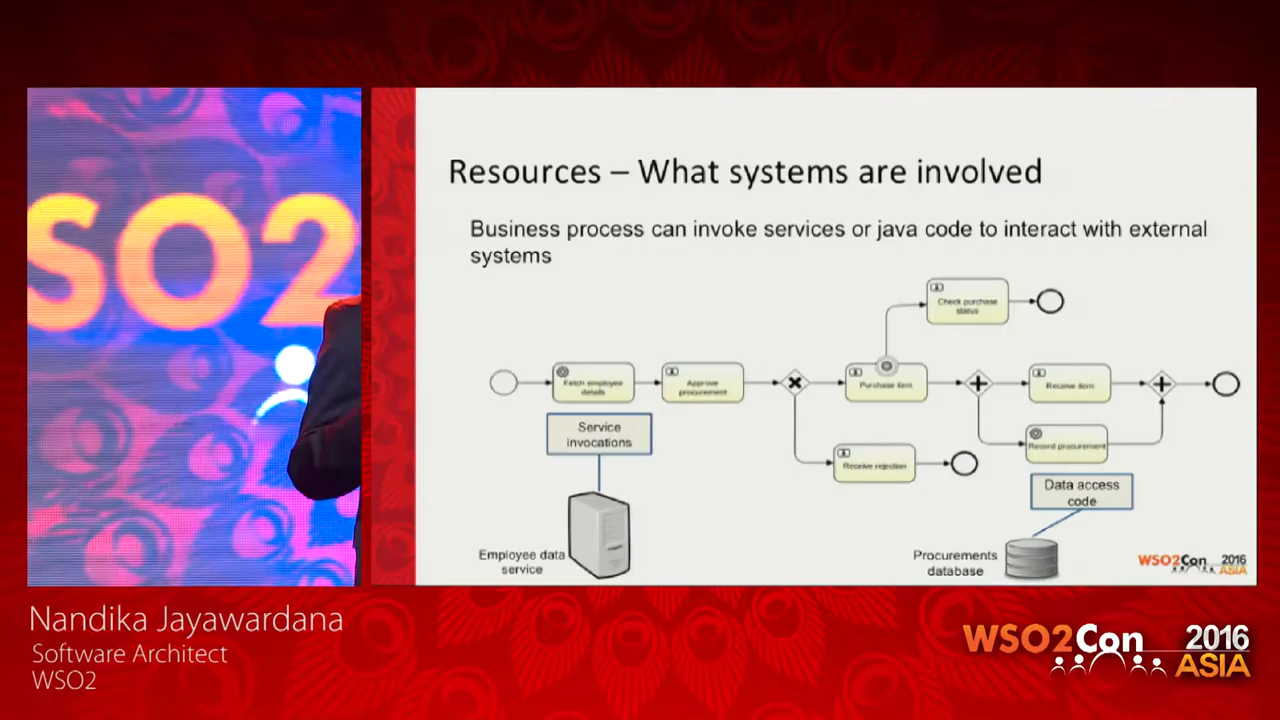 SO2
Resources – What systems are involved
Business process can invoke services or java code to interact with external
systems
Check purchase
status
Fetch employee
details
Approve
procurement
Purchase item
Receive item
Service
invocations
Receive rejection
Record procurement
Data access
code
Employee data
service
Procurements
database
WSO2Con 2016
ASIA
Nandika Jayawardana
Software Architect
WSO2
WSO2Con 2016
ASIA